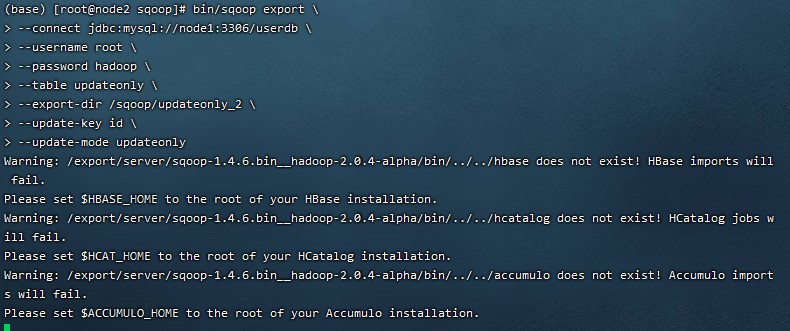 (base) [root@node2 sqoop]# bin/sqoop export \
> --connect jdbc:mysql://node1:3306/userdb \
> --username root \
> --password hadoop \
> --table updateonly \
> --export-dir /sqoop/updateonly_2 \
> --update-key id \
> --update-mode updateonly
Warning: /export/server/sqoop-1.4.6.bin__hadoop-2.0.4-alpha/bin/../../hbase does not exist! HBase imports will
 fail.
Please set $HBASE_HOME to the root of your HBase installation.
Warning: /export/server/sqoop-1.4.6.bin__hadoop-2.0.4-alpha/bin/../../hcatalog does not exist! HCatalog jobs w
ill fail.
Please set $HCAT_HOME to the root of your HCatalog installation.
Warning: /export/server/sqoop-1.4.6.bin__hadoop-2.0.4-alpha/bin/../../accumulo does not exist! Accumulo import
s will fail.
Please set $ACCUMULO_HOME to the root of your Accumulo installation.